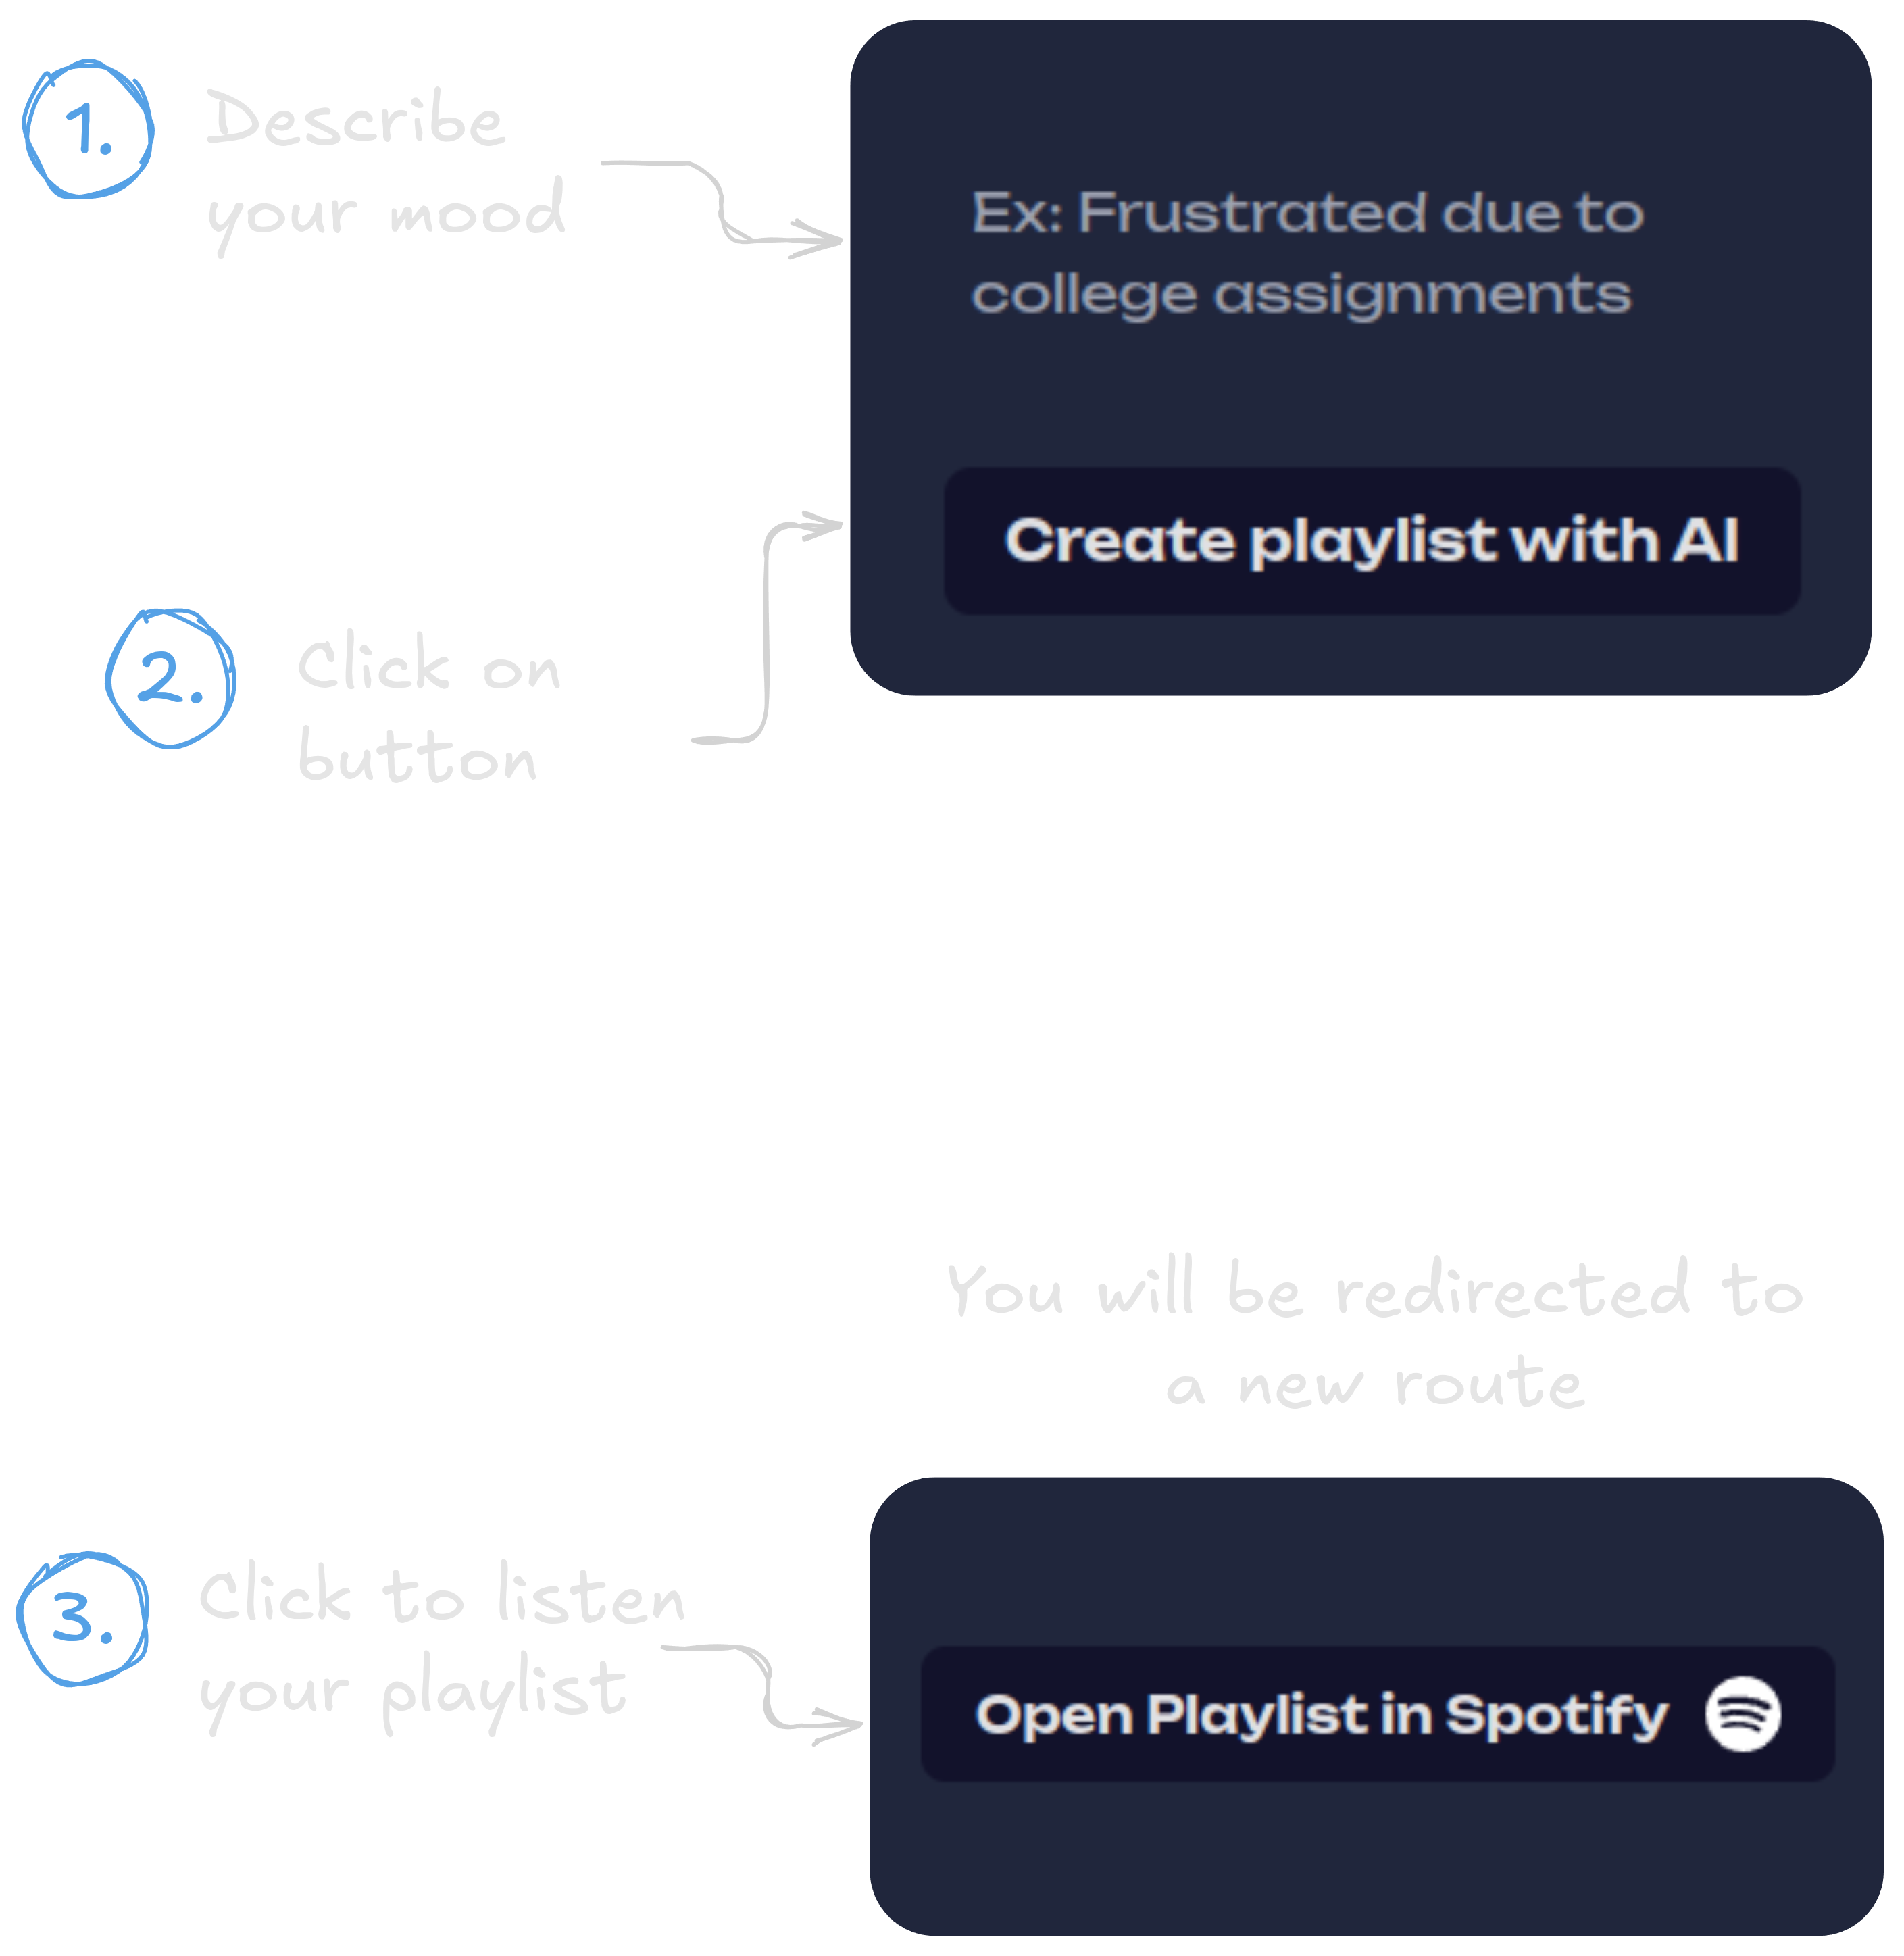 1.
Describe
your mood
Ex: Frustrated due to
college assignments
Create playlist with AI
2.
Click on
button
You will be redirected to
a new route
3.
Click to listen
your playlist
Open Playlist in Spotify